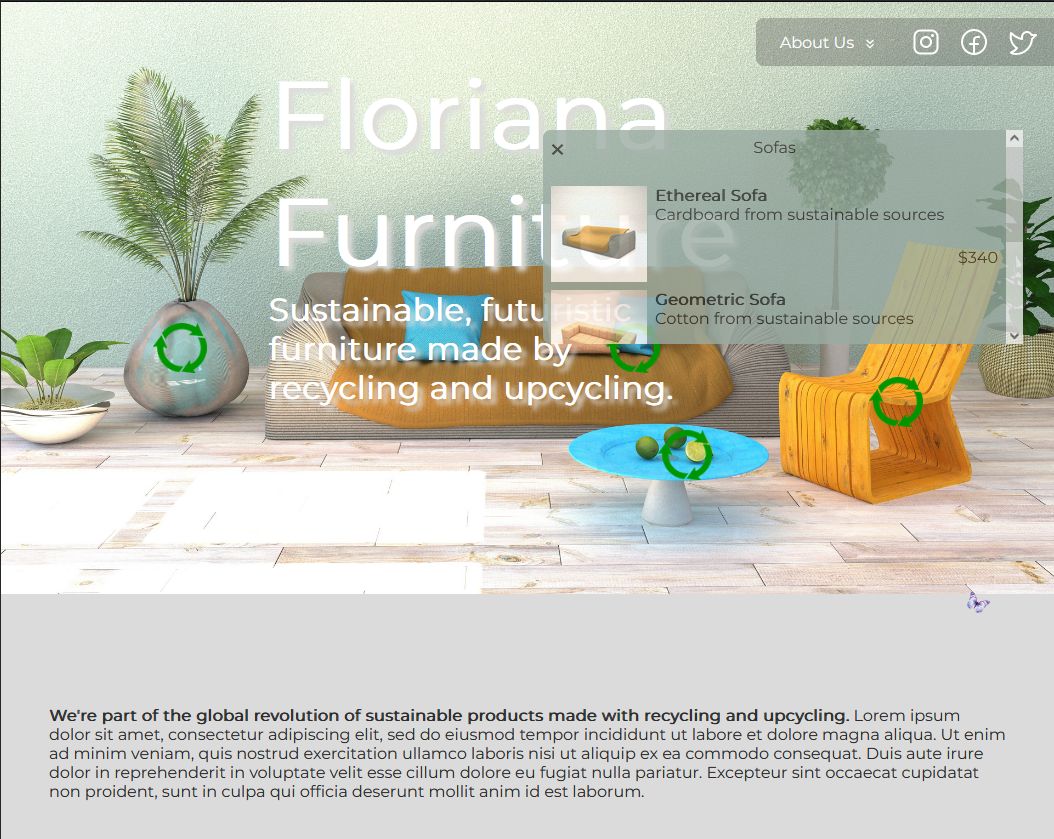 About Us
Floriana
Furniture
Sustainable, futuristic
furniture made by
recycling and upcycling.
Sofas
Ethereal Sofa
Cardboard from sustainable sources
$340
Geometric Sofa
Cotton from sustainable sources
We're part of the global revolution of sustainable products made with recycling and upcycling. Lorem ipsum
dolor sit amet, consectetur adipiscing elit, sed do eiusmod tempor incididunt ut labore et dolore magna aliqua. Ut enim
ad minim veniam, quis nostrud exercitation ullamco laboris nisi ut aliquip ex ea commodo consequat. Duis aute irure
dolor in reprehenderit in voluptate velit esse cillum dolore eu fugiat nulla pariatur. Excepteur sint occaecat cupidatat
non proident, sunt in culpa qui officia deserunt mollit anim id est laborum.